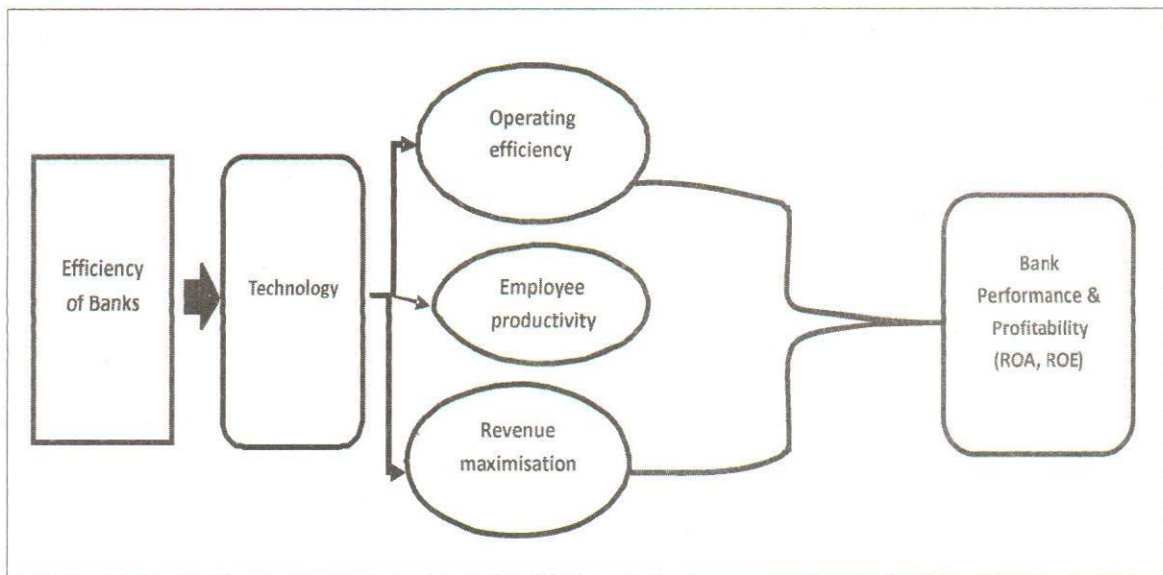 Efficiency
of Banks
Technology
Operating
efficiency
Employee
productivity
Revenue
maximisation
Bank
Performance &
Profitability
(ROA, ROE)